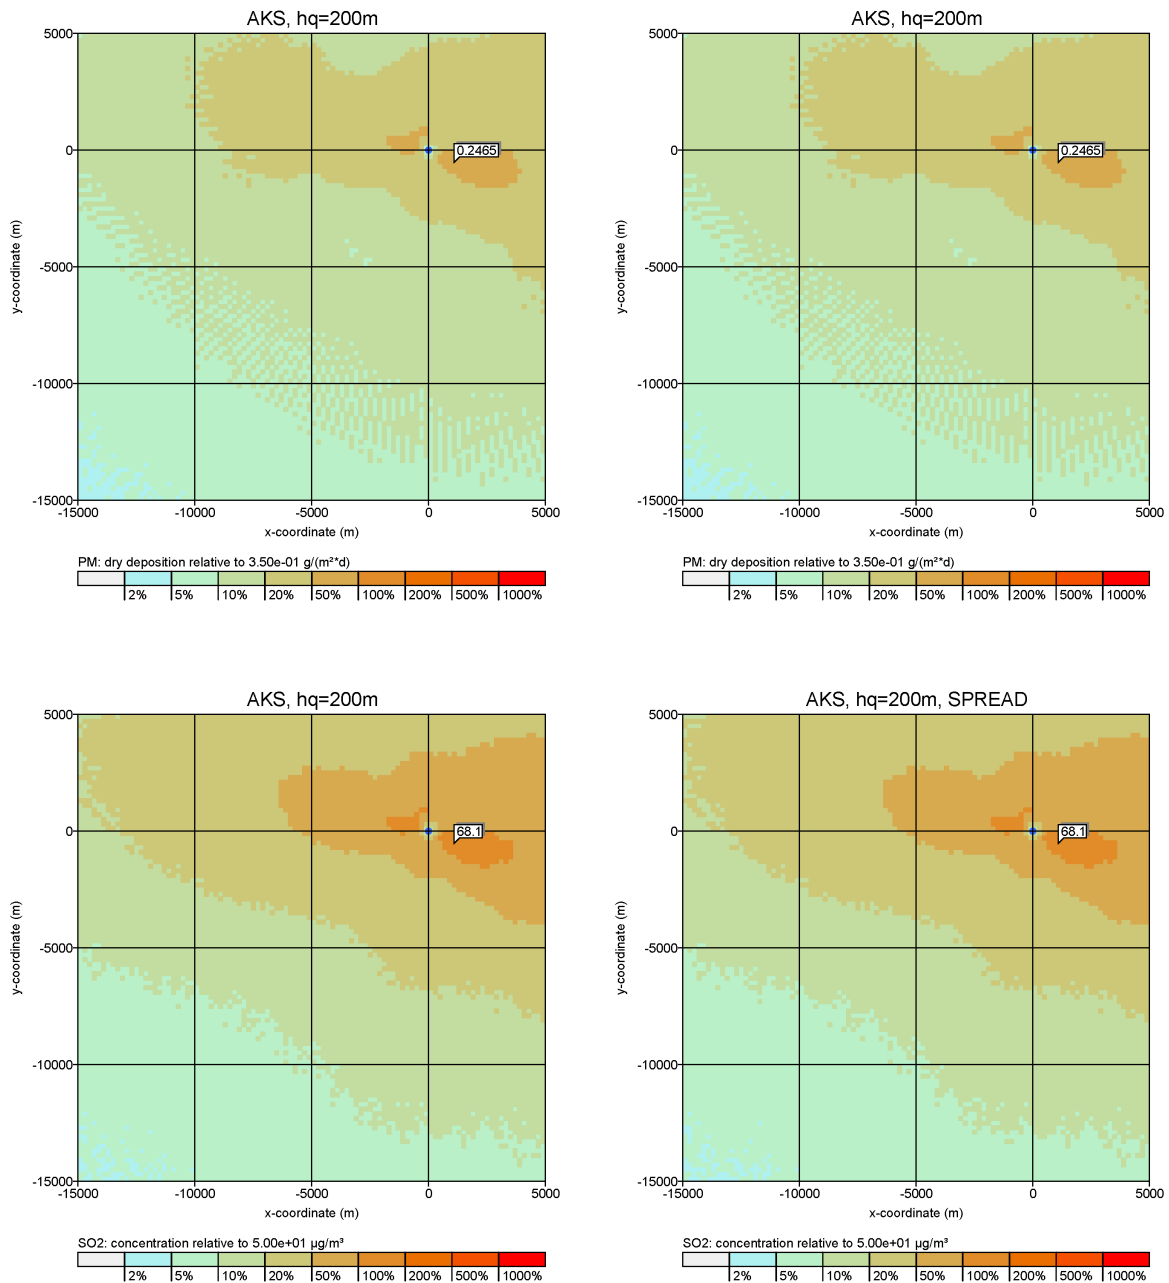 AKS, hq=200m
5000
0
-5000
-10000
-15000
y-coordinate (m)
0.2465
-15000 -10000 -5000 0 5000
x-coordinate (m)
PM: dry deposition relative to 3.50e-01 g/(m²*d)
2% 5% 10% 20% 50% 100% 200% 500% 1000%
AKS, hq=200m
5000
0
-5000
-10000
-15000
y-coordinate (m)
0.2465
-15000 -10000 -5000 0 5000
x-coordinate (m)
PM: dry deposition relative to 3.50e-01 g/(m²*d)
2% 5% 10% 20% 50% 100% 200% 500% 1000%
AKS, hq=200m
5000
0
-5000
-10000
-15000
y-coordinate (m)
68.1
-15000 -10000 -5000 0 5000
x-coordinate (m)
SO2: concentration relative to 5.00e+01 µg/m³
2% 5% 10% 20% 50% 100% 200% 500% 1000%
AKS, hq=200m, SPREAD
5000
0
-5000
-10000
-15000
y-coordinate (m)
68.1
-15000 -10000 -5000 0 5000
x-coordinate (m)
SO2: concentration relative to 5.00e+01 µg/m³
2% 5% 10% 20% 50% 100% 200% 500% 1000%